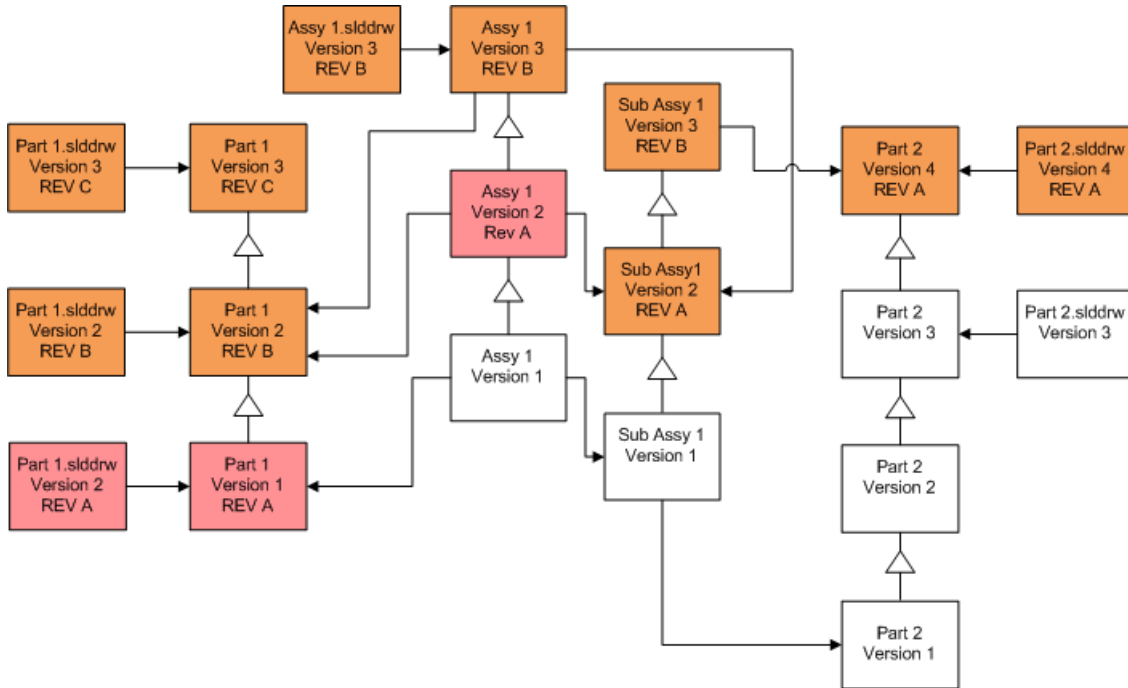 Assy 1.slddrw
Version 3
REV B
Assy 1
Version 3
REV B
Sub Assy 1
Version 3
REV B
Part 1.slddrw
Version 3
REV C
Part 1
Version 3
REV C
Part 2
Version 4
REV A
Part 2.slddrw
Version 4
REV A
Assy 1
Version 2
Rev A
Sub Assy1
Version 2
REV A
Part 1.slddrw
Version 2
REV B
Part 1
Version 2
REV B
Part 2
Version 3
Part 2.slddrw
Version 3
Assy 1
Version 1
Sub Assy 1
Version 1
Part 1.slddrw
Version 2
REV A
Part 1
Version 1
REV A
Part 2
Version 2
Part 2
Version 1